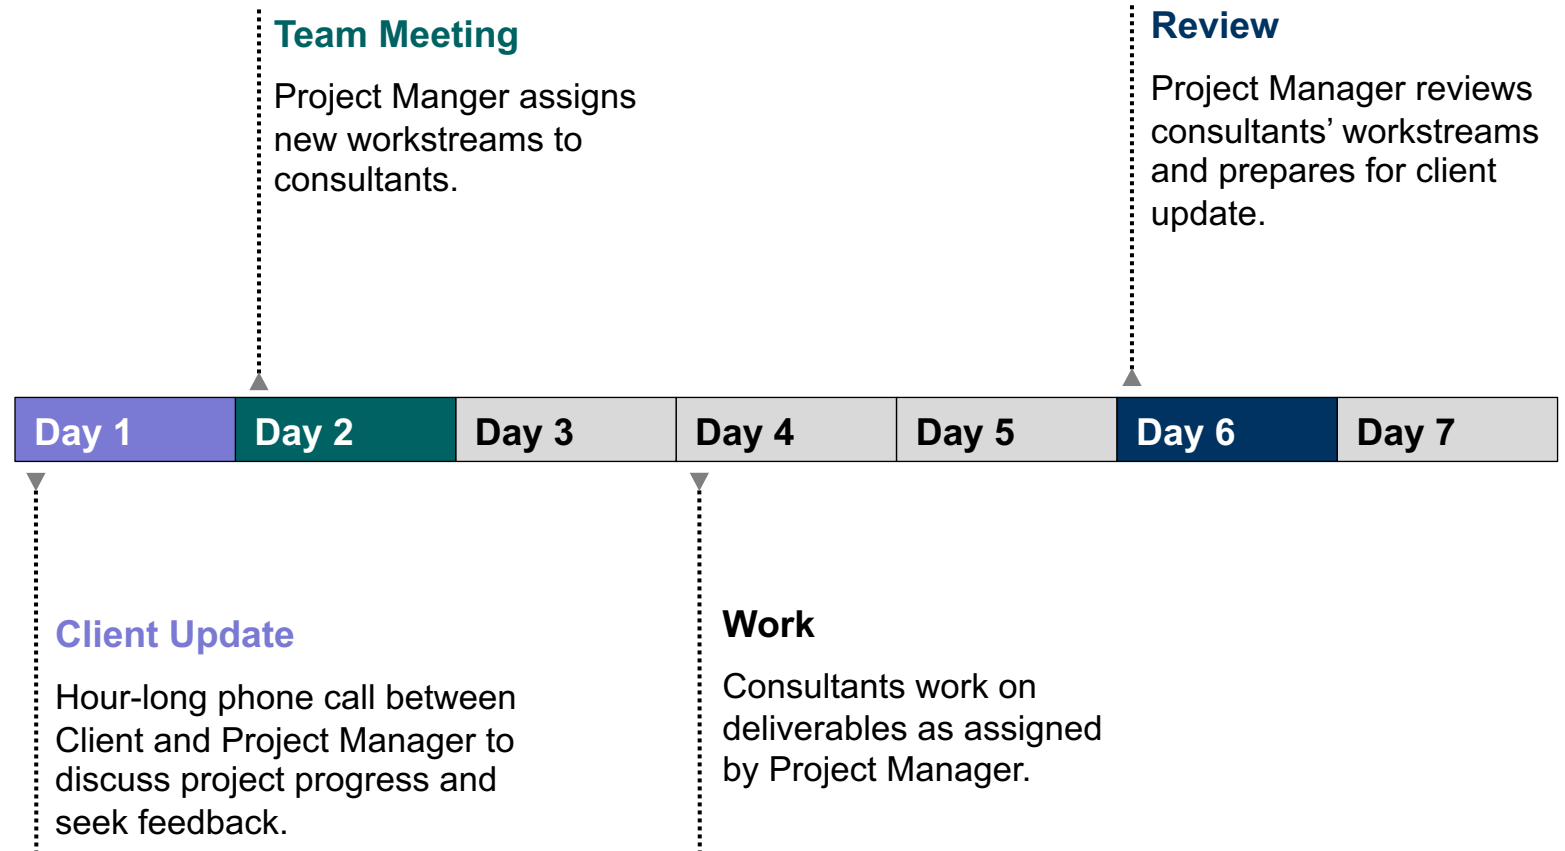 Team Meeting
Project Manger assigns
new workstreams to
consultants.
Review
Project Manager reviews
consultants’ workstreams
and prepares for client
update.
Day 1
Day 2
Day 3
Day 4
Day 5
Day 6
Day 7
Client Update
Hour-long phone call between
Client and Project Manager to
discuss project progress and
seek feedback.
Work
Consultants work on
deliverables as assigned
by Project Manager.